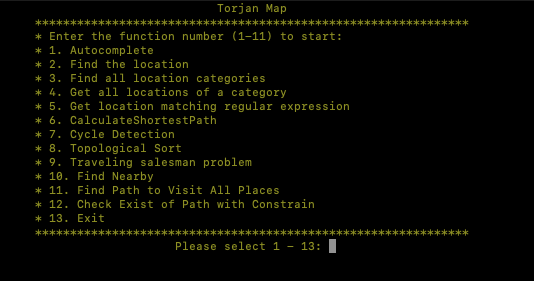 Torjan Map
**************************************************************
* Enter the function number (1-11) to start:
* 1. Autocomplete
* 2. Find the location
* 3. Find all location categories
* 4. Get all locations of a category
* 5. Get location matching regular expression
* 6. CalculateShortestPath
* 7. Cycle Detection
* 8. Topological Sort
* 9. Traveling salesman problem
* 10. Find Nearby
* 11. Find Path to Visit All Places
* 12. Check Exist of Path with Constrain
* 13. Exit
**************************************************************
Please select 1 - 13: